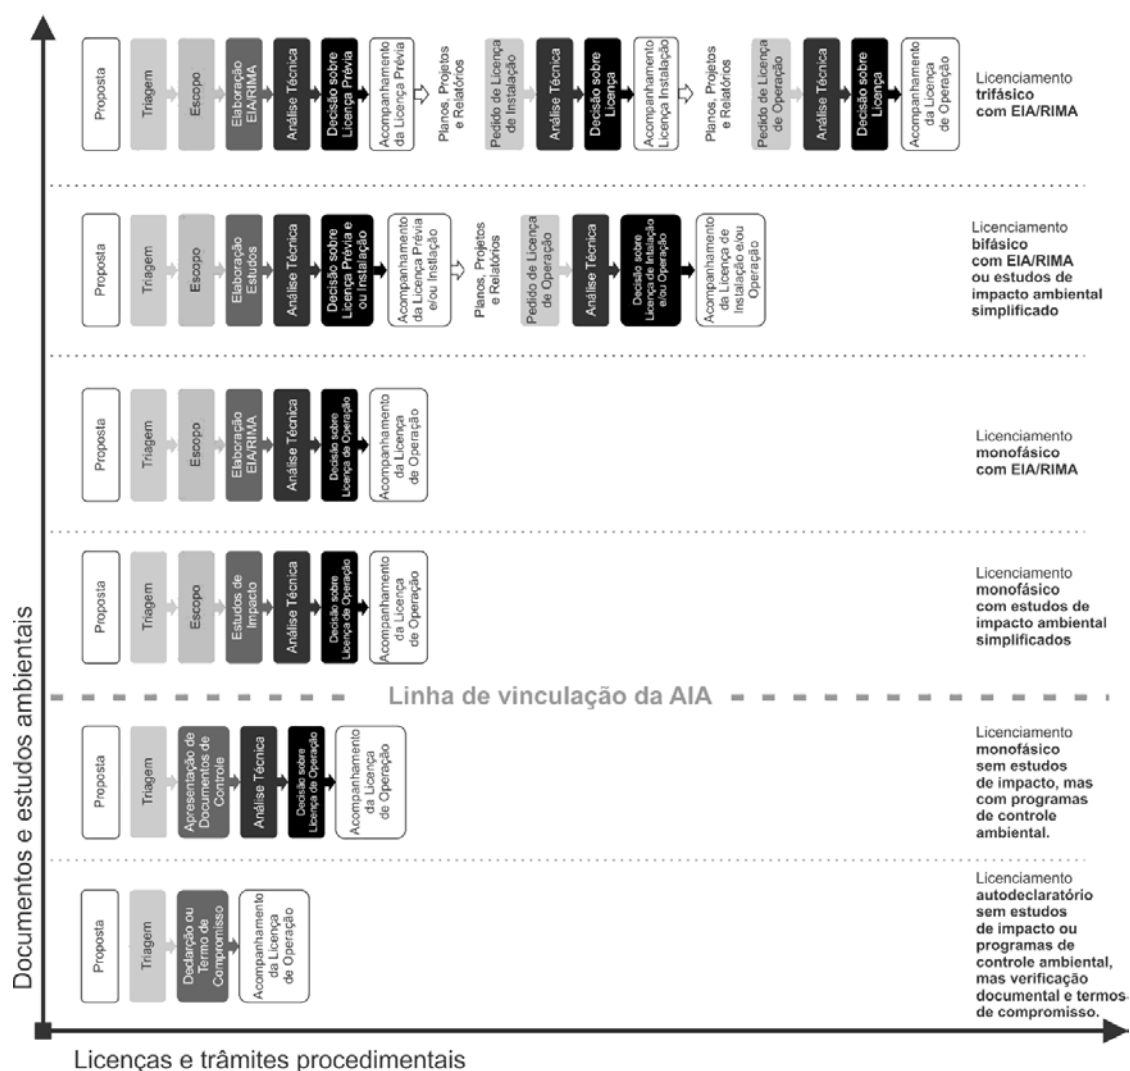 Documentos e estudos ambientais
Proposta
Triagem
Escopo
Elaboração
EIA/RIMA
Análise Técnica
Decisão sobre
Licença Prévia
Acompanhamento
da Licença Prévia
Planos, Projetos
e Relatórios
Pedido de Licença
de Instalação
Análise Técnica
Decisão sobre
Licença
Acompanhamento
Licença Instalação
Planos, Projetos
e Relatórios
Pedido de Licença
de Operação
Análise Técnica
Decisão sobre
Licença
Acompanhamento
da Licença
de Operação
Licenciamento
trifásico
com EIA/RIMA
Proposta
Triagem
Escopo
Elaboração
Estudos
Análise Técnica
Decisão sobre
Licença Prévia e
ou Instalação
Acompanhamento
da Licença Prévia
e/ou Instlação
Planos, Projetos
e Relatórios
Pedido de Licença
de Operação
Análise Técnica
Decisão sobre
Licença de Intalação
e/ou Operação
Acompanhamento
da Licença de
Instalação e/ou
Operação
Licenciamento
bifásico
com EIA/RIMA
ou estudos de
impacto ambiental
simplificado
Proposta
Triagem
Escopo
Elaboração
EIA/RIMA
Análise Técnica
Decisão sobre
Licença de Operação
Acompanhamento
da Licença
de Operação
Licenciamento
monofásico
com EIA/RIMA
Proposta
Triagem
Escopo
Estudos de
Impacto
Análise Técnica
Decisão sobre
Licença de Operação
Acompanhamento
da Licença
de Operação
Licenciamento
monofásico
com estudos de
impacto ambiental
simplificados
Linha de vinculação da AIA
Proposta
Triagem
Apresentação de
Documentos de
Controle
Análise Técnica
Decisão sobre
Licença de Operação
Acompanhamento
da Licença
de Operação
Licenciamento
monofásico
sem estudos
de impacto, mas
com programas
de controle
ambiental.
Proposta
Triagem
Declarção ou
Termo de
Compromisso
Acompanhamento
da Licença
de Operação
Licenciamento
autodeclaratório
sem estudos
de impacto ou
programas de
controle ambiental,
mas verificação
documental e termos
de compromisso.
Licenças e trâmites procedimentais